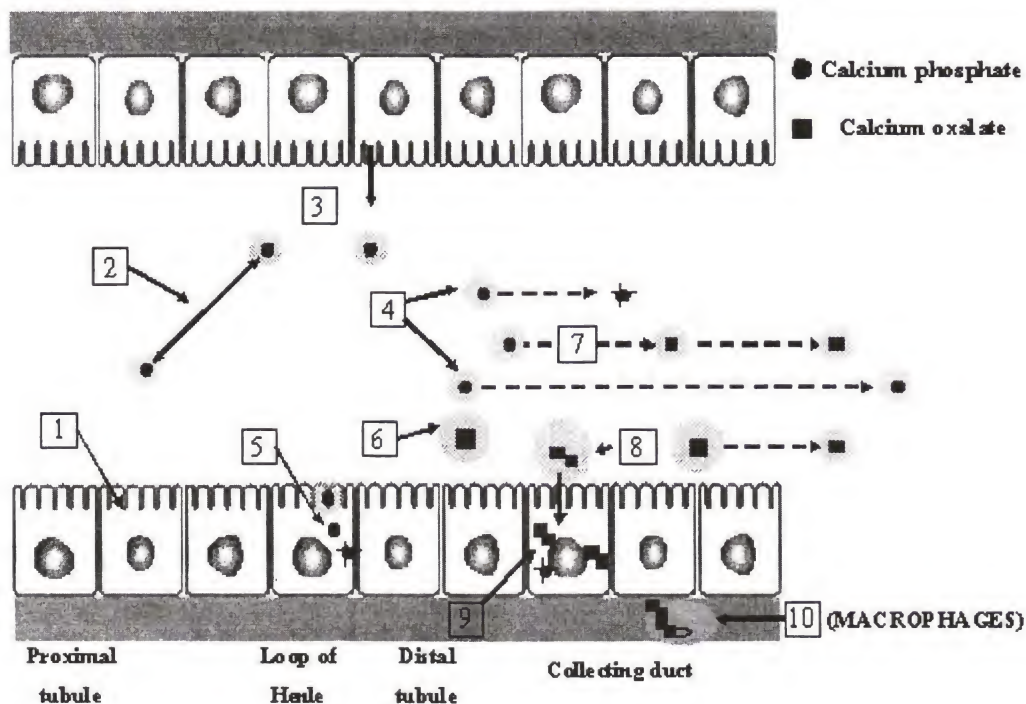 Calcium phosphate
Calcium oxalate
3
2
4
7
1
5
6
8
9
10 (MACROPHAGES)
Proximal tubule
Loop of Henle
Distal tubule
Collecting duct